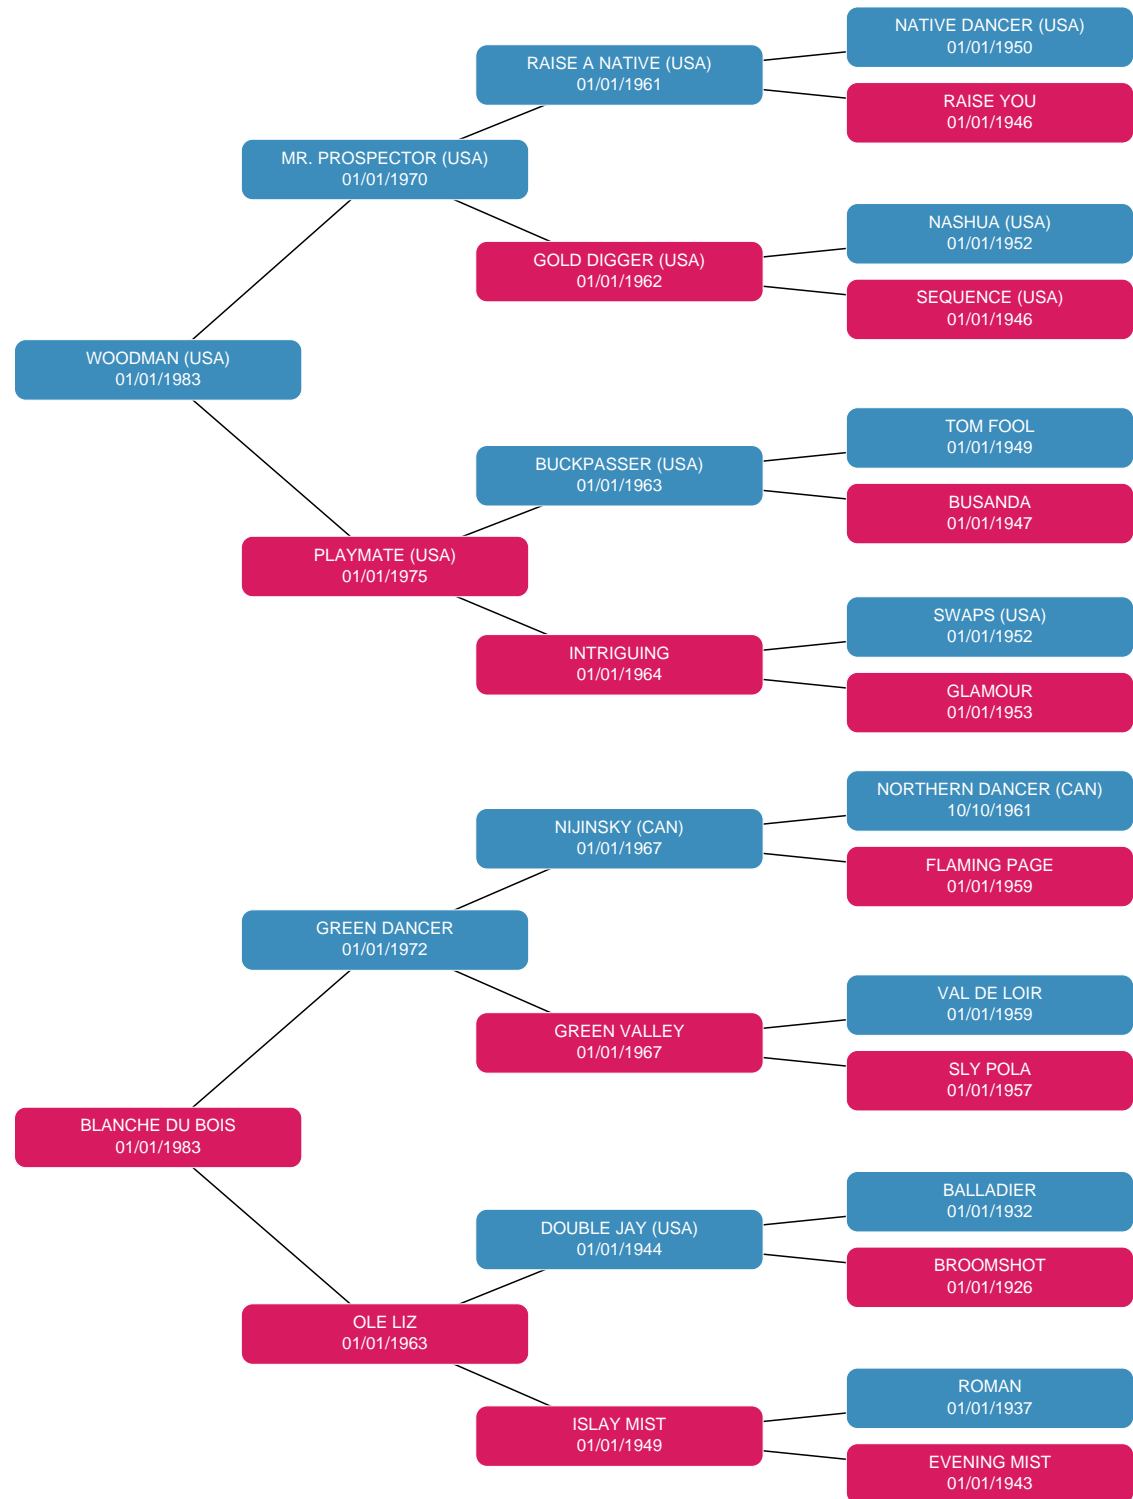 NATIVE DANCER (USA)
01/01/1950
RAISE A NATIVE (USA)
01/01/1961
RAISE YOU
01/01/1946
MR. PROSPECTOR (USA)
01/01/1970
NASHUA (USA)
01/01/1952
GOLD DIGGER (USA)
01/01/1962
SEQUENCE (USA)
01/01/1946
WOODMAN (USA)
01/01/1983
TOM FOOL
01/01/1949
BUCKPASSER (USA)
01/01/1963
BUSANDA
01/01/1947
PLAYMATE (USA)
01/01/1975
SWAPS (USA)
01/01/1952
INTRIGUING
01/01/1964
GLAMOUR
01/01/1953
NORTHERN DANCER (CAN)
10/10/1961
NIJINSKY (CAN)
01/01/1967
FLAMING PAGE
01/01/1959
GREEN DANCER
01/01/1972
VAL DE LOIR
01/01/1959
GREEN VALLEY
01/01/1967
SLY POLA
01/01/1957
BLANCHE DU BOIS
01/01/1983
BALLADIER
01/01/1932
DOUBLE JAY (USA)
01/01/1944
BROOMSHOT
01/01/1926
OLE LIZ
01/01/1963
ROMAN
01/01/1937
ISLAY MIST
01/01/1949
EVENING MIST
01/01/1943